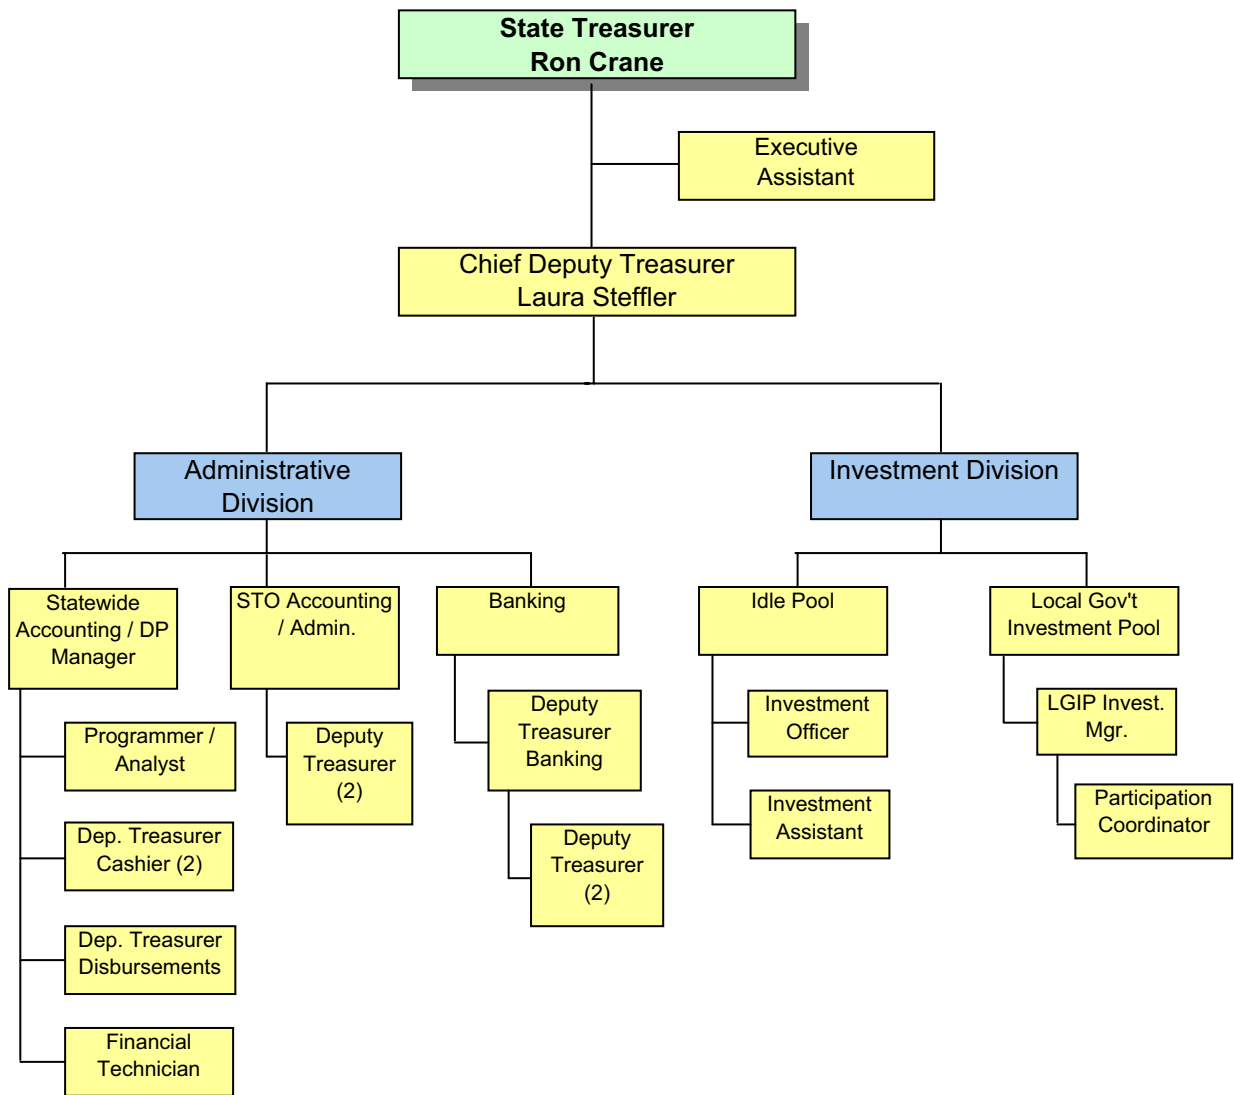 State Treasurer
Ron Crane
Executive
Assistant
Chief Deputy Treasurer
Laura Steffler
Administrative
Division
Investment Division
Statewide
Accounting / DP
Manager
STO Accounting
/ Admin.
Banking
Idle Pool
Local Gov't
Investment Pool
Programmer /
Analyst
Deputy
Treasurer
(2)
Deputy
Treasurer
Banking
Investment
Officer
LGIP Invest.
Mgr.
Dep. Treasurer
Cashier (2)
Deputy
Treasurer
(2)
Investment
Assistant
Participation
Coordinator
Dep. Treasurer
Disbursements
Financial
Technician